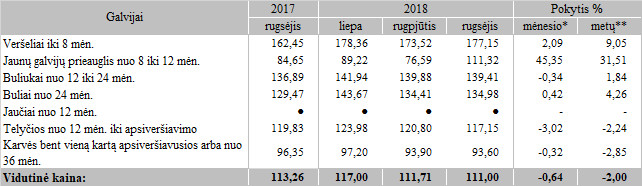 Galvijai 2017 2018 Pokytis %
rugsėjis liepa rugpjūtis rugsėjis mėnesio* metų**
Veršeliai iki 8 mėn. 162,45 178,36 173,52 177,15 2,09 9,05
Jaunų galvijų prieauglis nuo 8 iki 12 mėn. 84,65 89,22 76,59 111,32 45,35 31,51
Buliukai nuo 12 iki 24 mėn. 136,89 141,94 139,88 139,41 -0,34 1,84
Buliai nuo 24 mėn. 129,47 143,67 134,41 134,98 0,42 4,26
Jaučiai nuo 12 mėn. ● ● ● ● - -
Telyčios nuo 12 mėn. iki apsiveršiavimo 119,83 123,98 120,80 117,15 -3,02 -2,24
Karvės bent vieną kartą apsiveršiavusios arba nuo
36 mėn. 96,35 97,20 93,90 93,60 -0,32 -2,85
Vidutinė kaina: 113,26 117,00 111,71 111,00 -0,64 -2,00